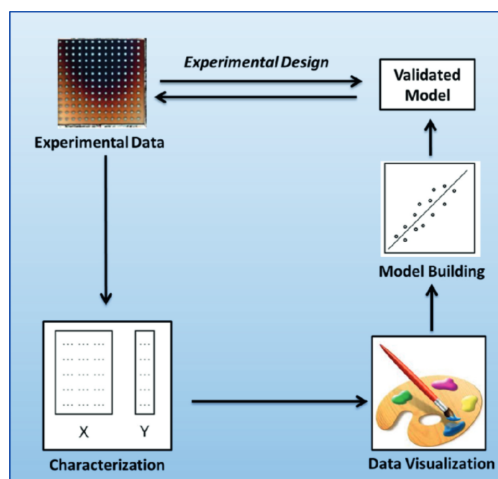 Experimental Design
Validated
Model
Experimental Data
Model Building
... ... ...
...
... ... ...
...
... ... ...
...
... ... ...
...
... ... ...
...
X
Y
Characterization
Data Visualization